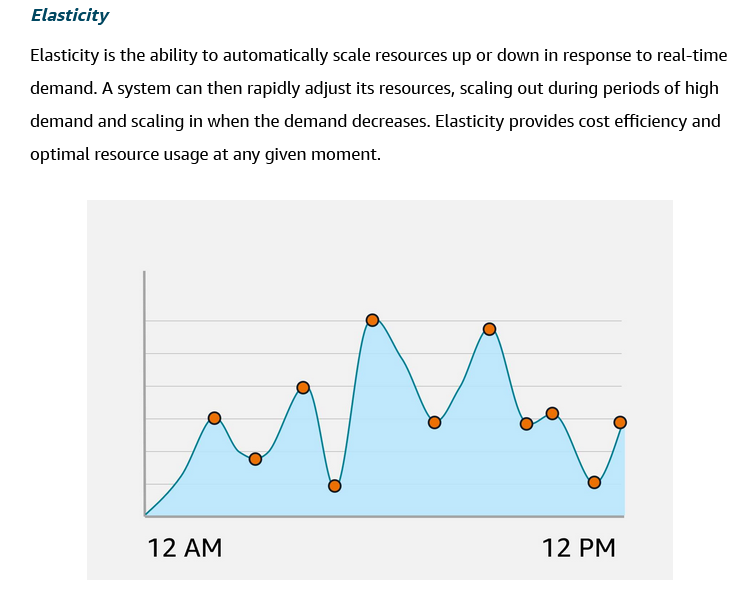 Elasticity
Elasticity is the ability to automatically scale resources up or down in response to real-time
demand. A system can then rapidly adjust its resources, scaling out during periods of high
demand and scaling in when the demand decreases. Elasticity provides cost efficiency and
optimal resource usage at any given moment.
12 AM
12 PM